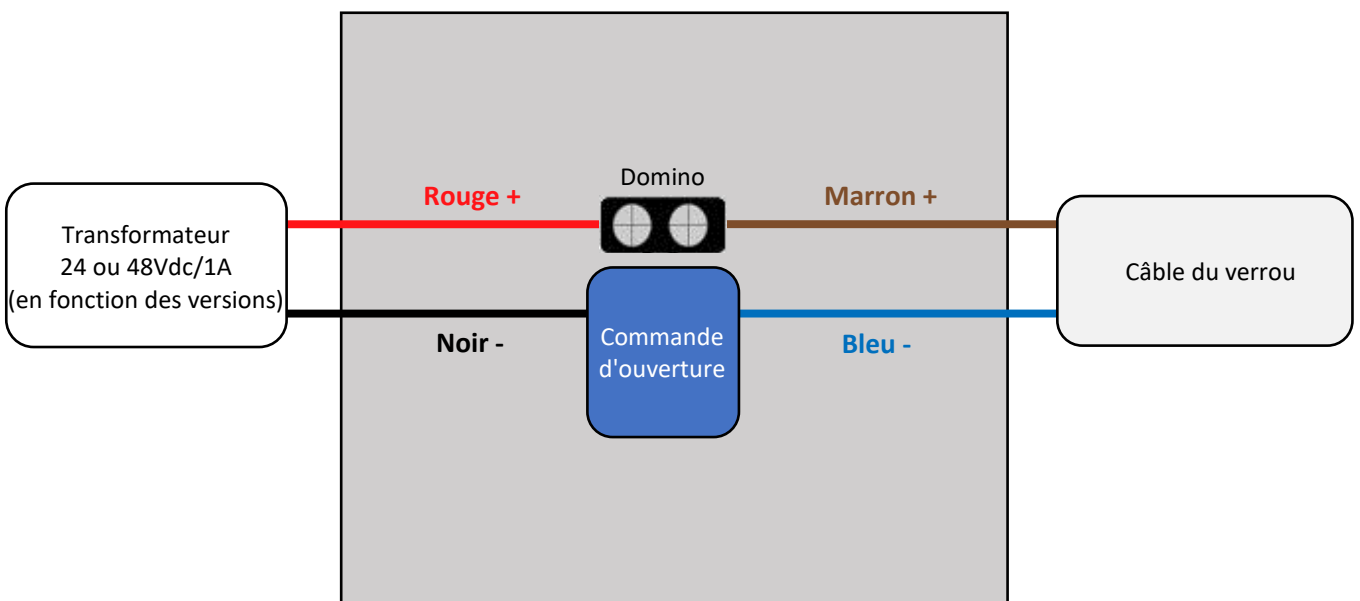 Domino
Rouge +
Marron +
Transformateur
24 ou 48Vdc/1A
(en fonction des versions)
Câble du verrou
Noir -
Commande
d'ouverture
Bleu -